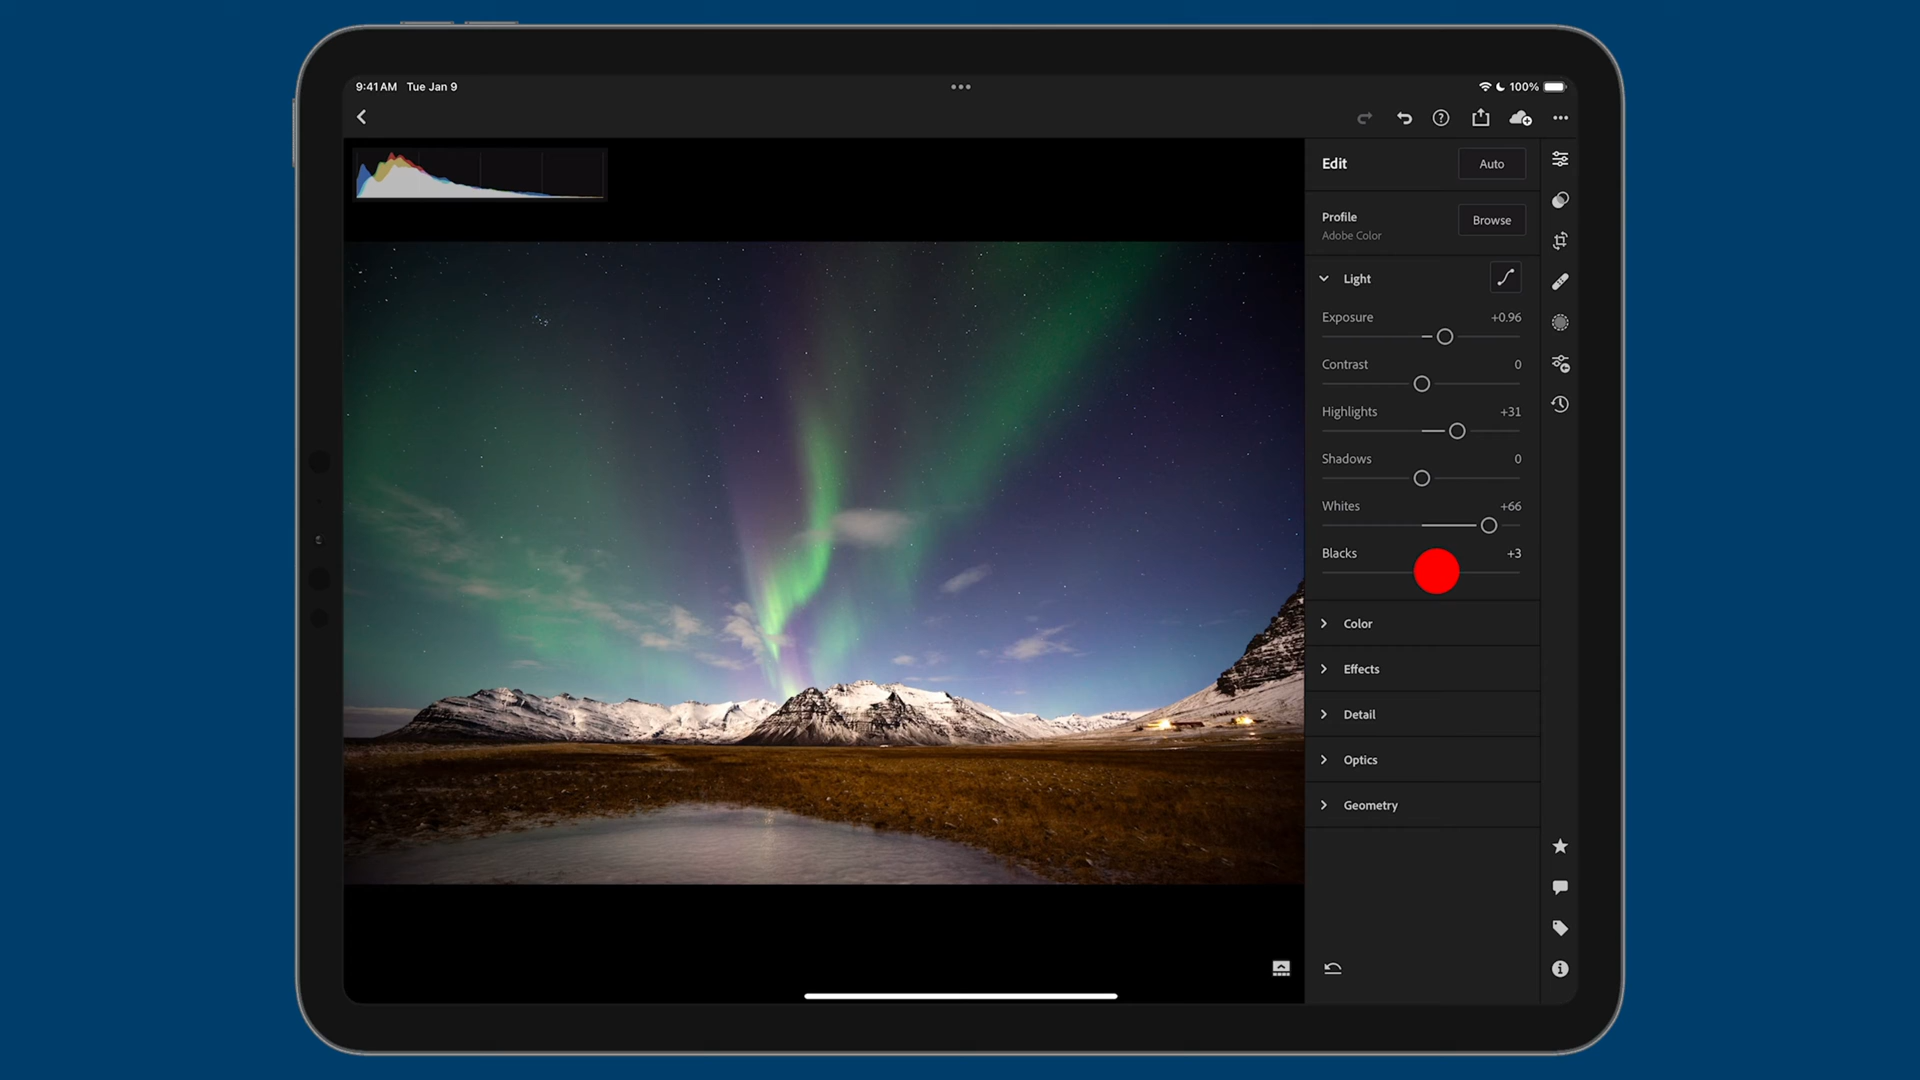 9:41 AM Tue Jan 9
100%
Edit
Auto
Profile
Adobe Color
Browse
Light
Exposure +0.96
Contrast 0
Highlights +31
Shadows 0
Whites +66
Blacks +3
Color
Effects
Detail
Optics
Geometry